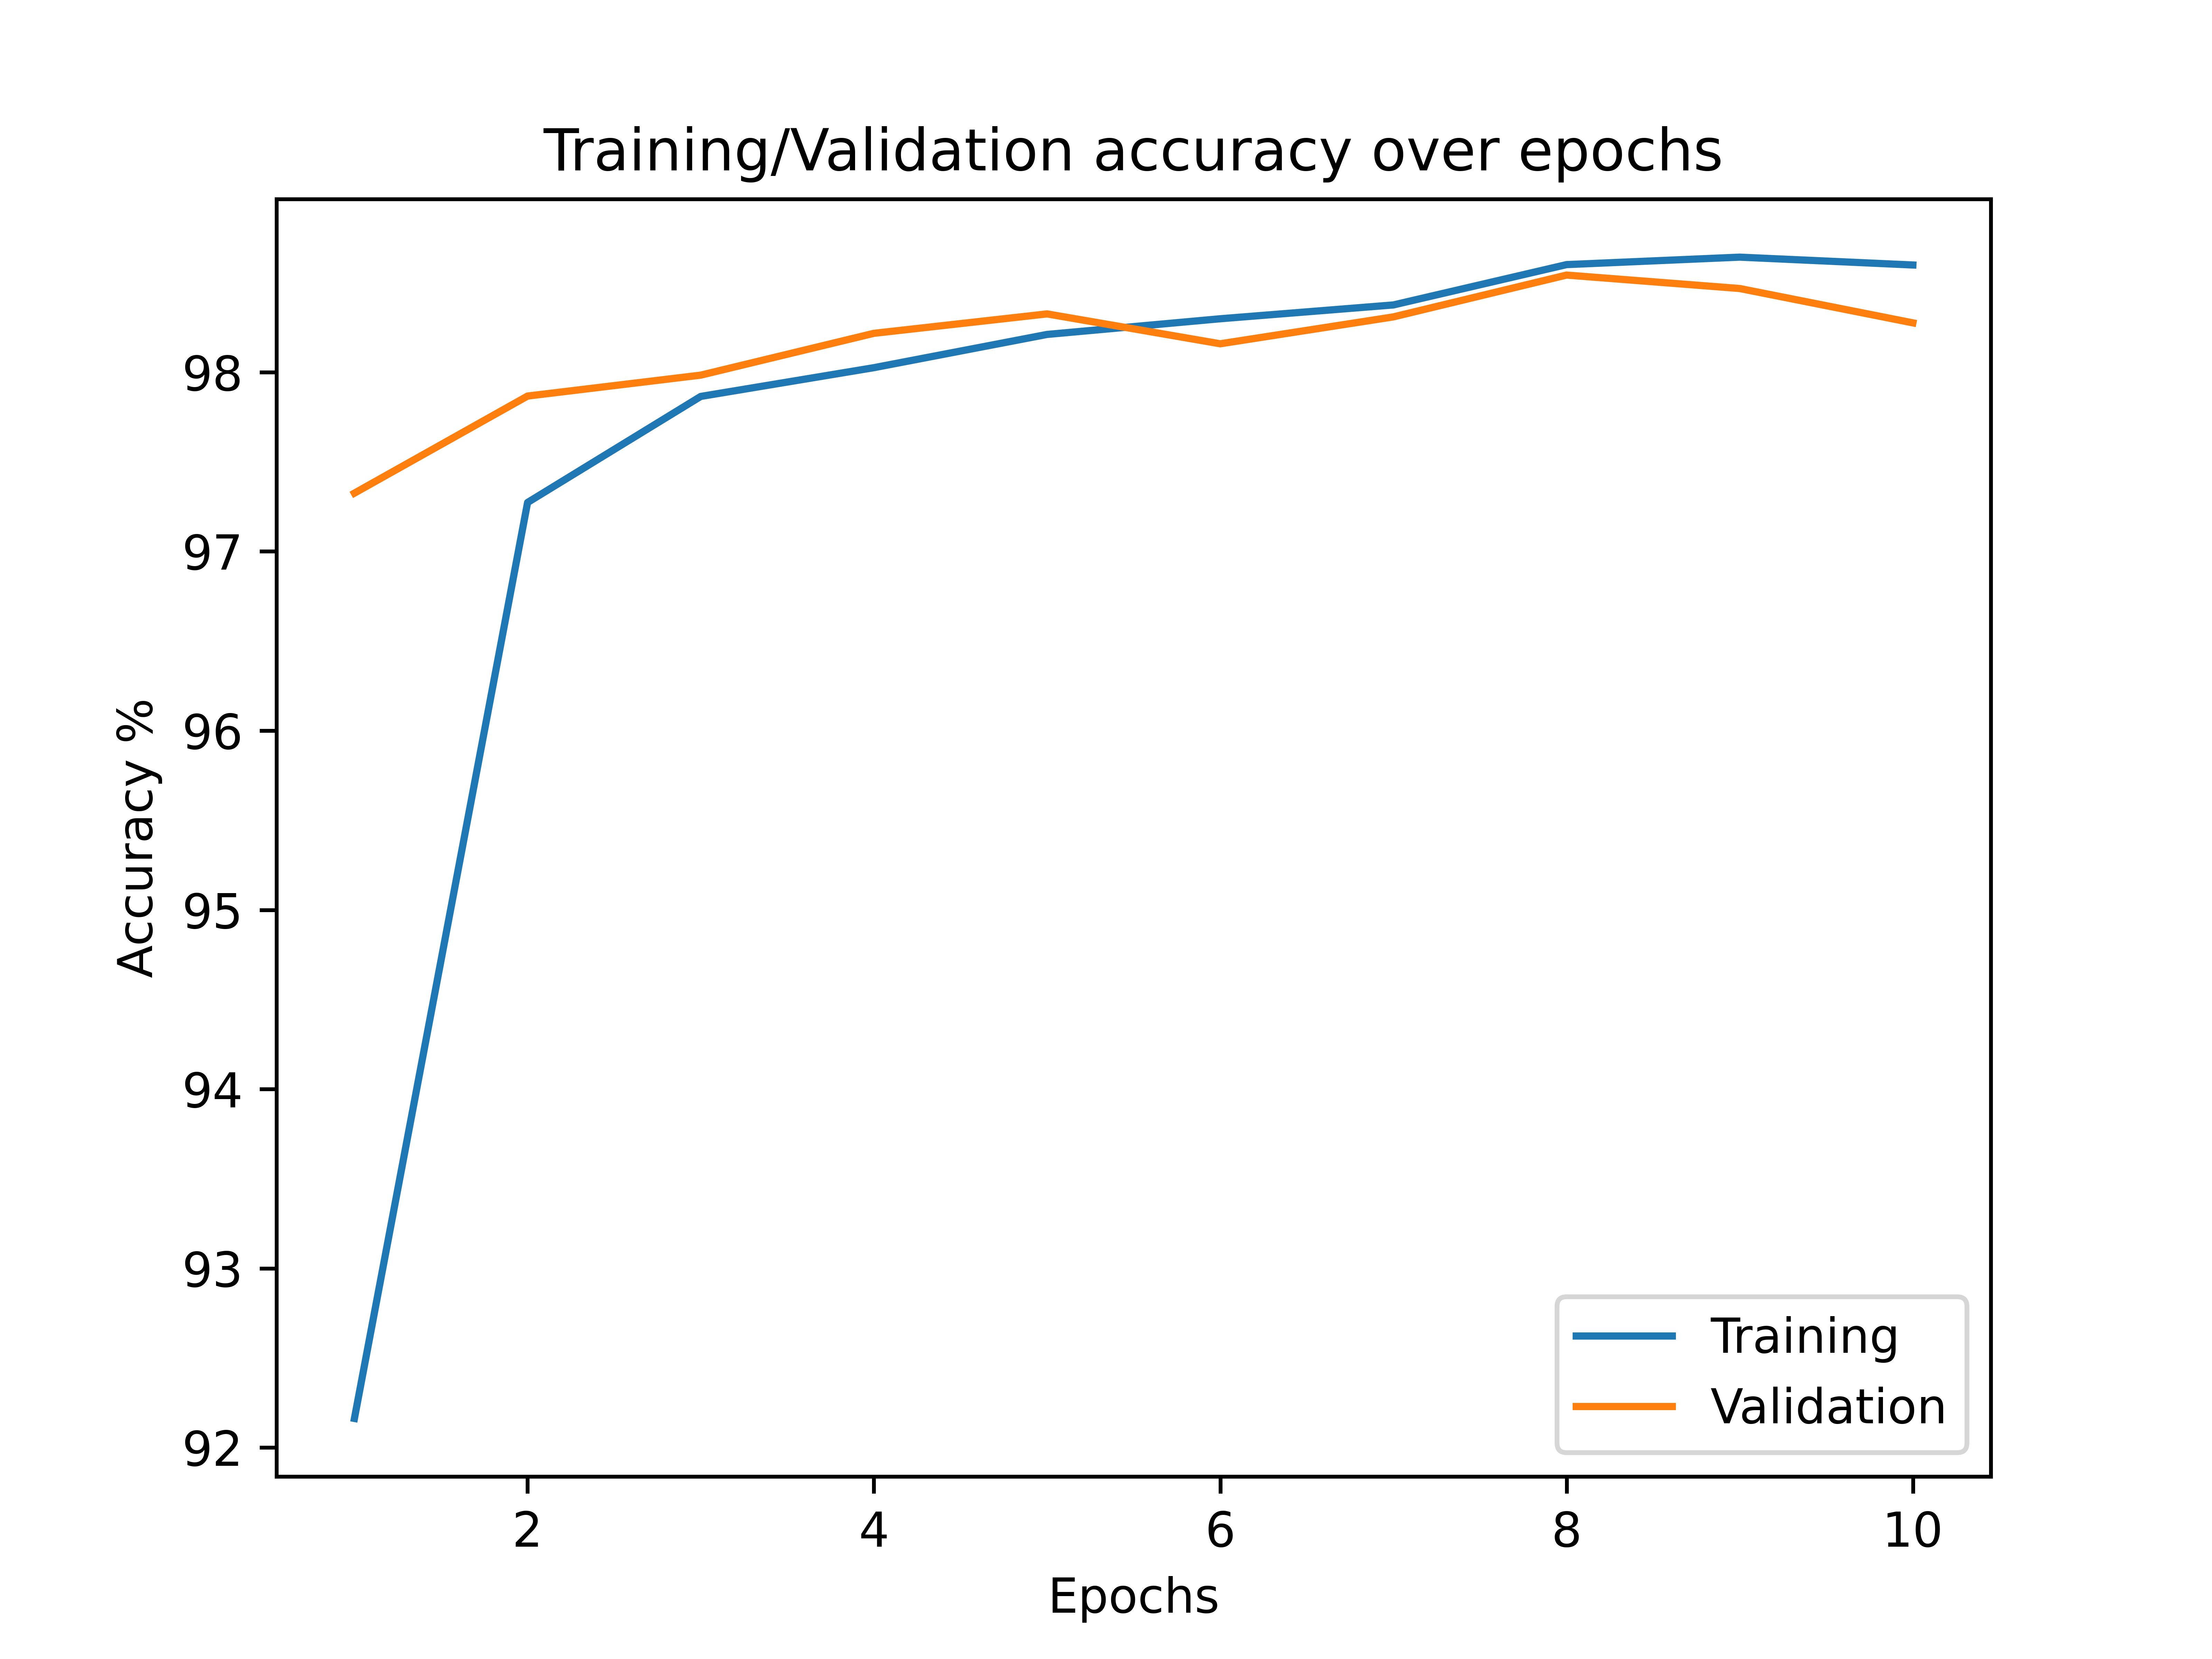 Training/Validation accuracy over epochs
98
97
96
95
94
93
92
Accuracy %
Training
Validation
2 4 6 8 10
Epochs